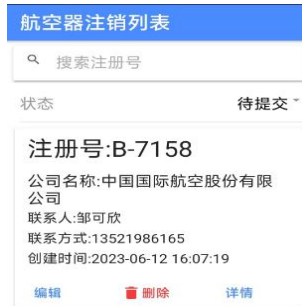 航空器注销列表
搜索注册号
状态 待提交
注册号:B-7158
公司名称:中国国际航空股份有限
公司
联系人:邹可欣
联系方式:13521986165
创建时间:2023-06-12 16:07:19
编辑 删除 详情